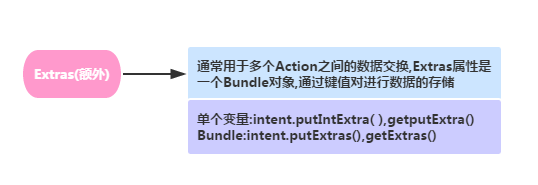 Extras(额外)
通常用于多个Action之间的数据交换,Extras属性是
一个Bundle对象,通过键值对进行数据的存储
单个变量:intent.putIntExtra( ),getputExtra()
Bundle:intent.putExtras(),getExtras()